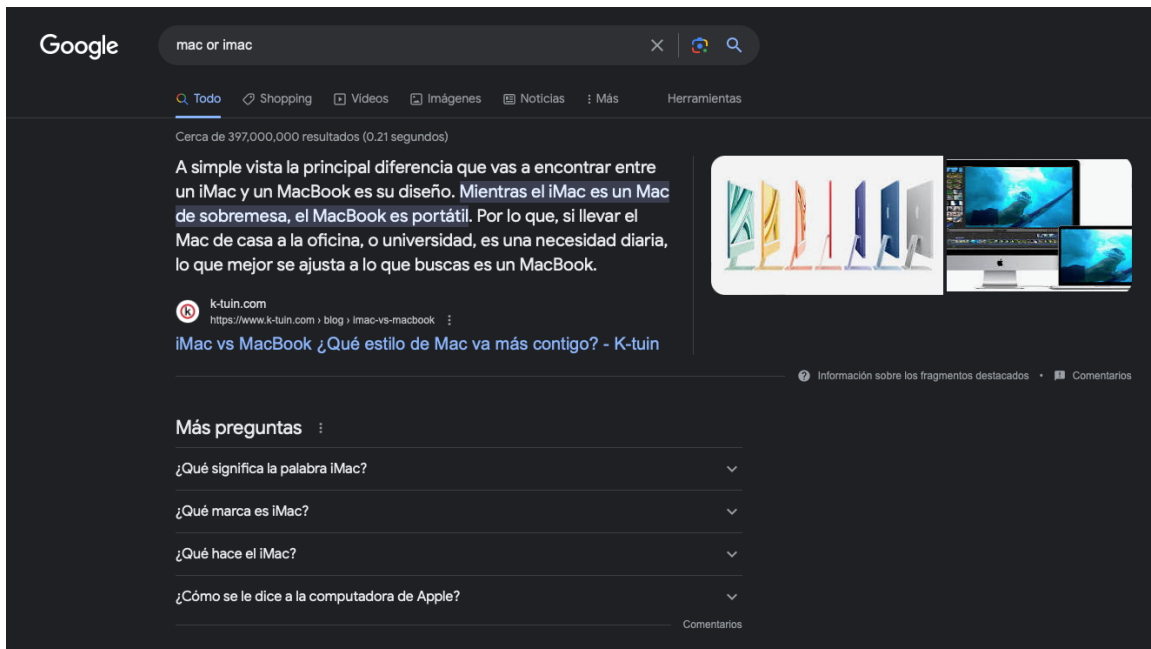 Google
mac or imac
Todo
Shopping
Vídeos
Imágenes
Noticias
Más
Herramientas
Cerca de 397,000,000 resultados (0.21 segundos)
A simple vista la principal diferencia que vas a encontrar entre
un iMac y un MacBook es su diseño. Mientras el iMac es un Mac
de sobremesa, el MacBook es portátil. Por lo que, si llevar el
Mac de casa a la oficina, o universidad, es una necesidad diaria,
lo que mejor se ajusta a lo que buscas es un MacBook.
k
k-tuin.com
https://www.k-tuin.com › blog › imac-vs-macbook
iMac vs MacBook ¿Qué estilo de Mac va más contigo? - K-tuin
Información sobre los fragmentos destacados • Comentarios
Más preguntas
¿Qué significa la palabra iMac?
¿Qué marca es iMac?
¿Qué hace el iMac?
¿Cómo se le dice a la computadora de Apple?
Comentarios